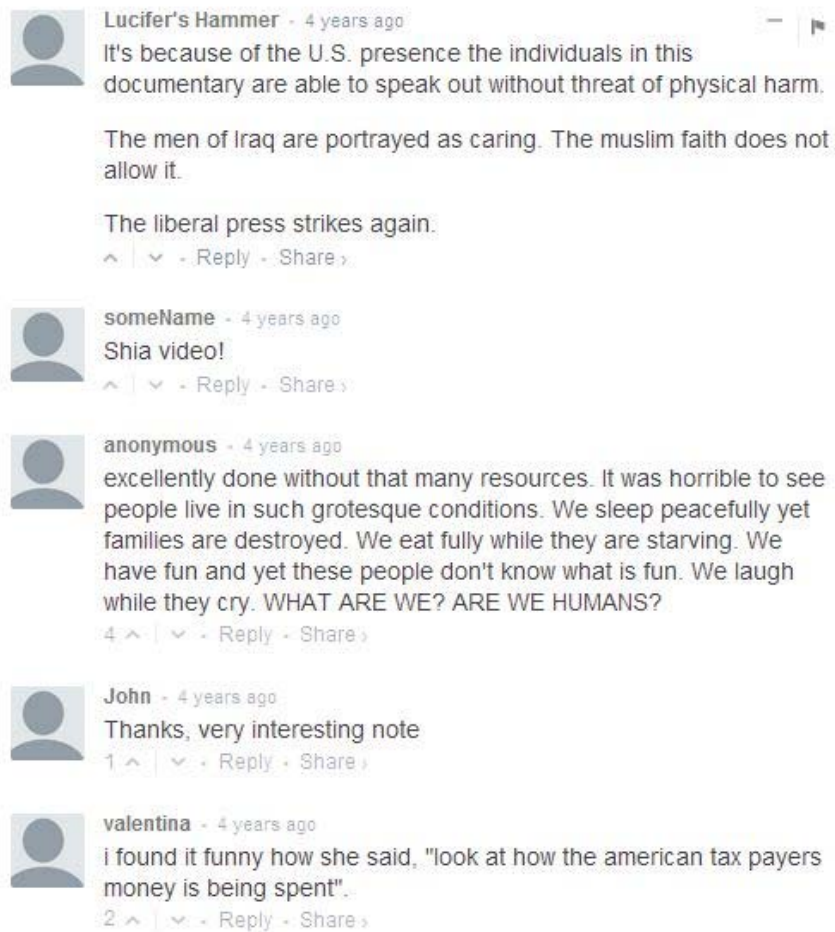 Lucifer's Hammer - 4 years ago
It's because of the U.S. presence the individuals in this
documentary are able to speak out without threat of physical harm.
The men of Iraq are portrayed as caring. The muslim faith does not
allow it.
The liberal press strikes again.
Reply - Share ›
someName - 4 years ago
Shia video!
Reply - Share ›
anonymous - 4 years ago
excellently done without that many resources. It was horrible to see
people live in such grotesque conditions. We sleep peacefully yet
families are destroyed. We eat fully while they are starving. We
have fun and yet these people don't know what is fun. We laugh
while they cry. WHAT ARE WE? ARE WE HUMANS?
4 Reply - Share ›
John - 4 years ago
Thanks, very interesting note
1 Reply - Share ›
valentina - 4 years ago
i found it funny how she said, "look at how the american tax payers
money is being spent".
2 Reply - Share ›